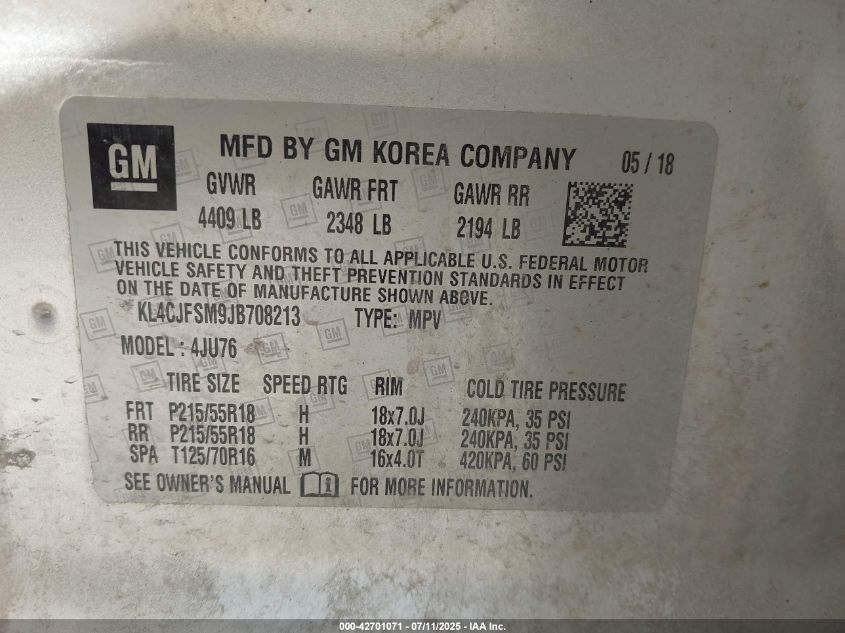 GM
MFD BY GM KOREA COMPANY 05 / 18
GVWR GAWR FRT GAWR RR
4409 LB 2348 LB 2194 LB
THIS VEHICLE CONFORMS TO ALL APPLICABLE U.S. FEDERAL MOTOR
VEHICLE SAFETY AND THEFT PREVENTION STANDARDS IN EFFECT
ON THE DATE OF MANUFACTURE SHOWN ABOVE.
KL4CJFSM9JB708213 TYPE: MPV
MODEL : 4JU76
TIRE SIZE SPEED RTG RIM COLD TIRE PRESSURE
FRT P215/55R18 H 18x7.0J 240KPA, 35 PSI
RR P215/55R18 H 18x7.0J 240KPA, 35 PSI
SPA T125/70R16 M 16x4.0T 420KPA, 60 PSI
SEE OWNER'S MANUAL i FOR MORE INFORMATION.
000-42701071 - 07/11/2025 - IAA Inc.